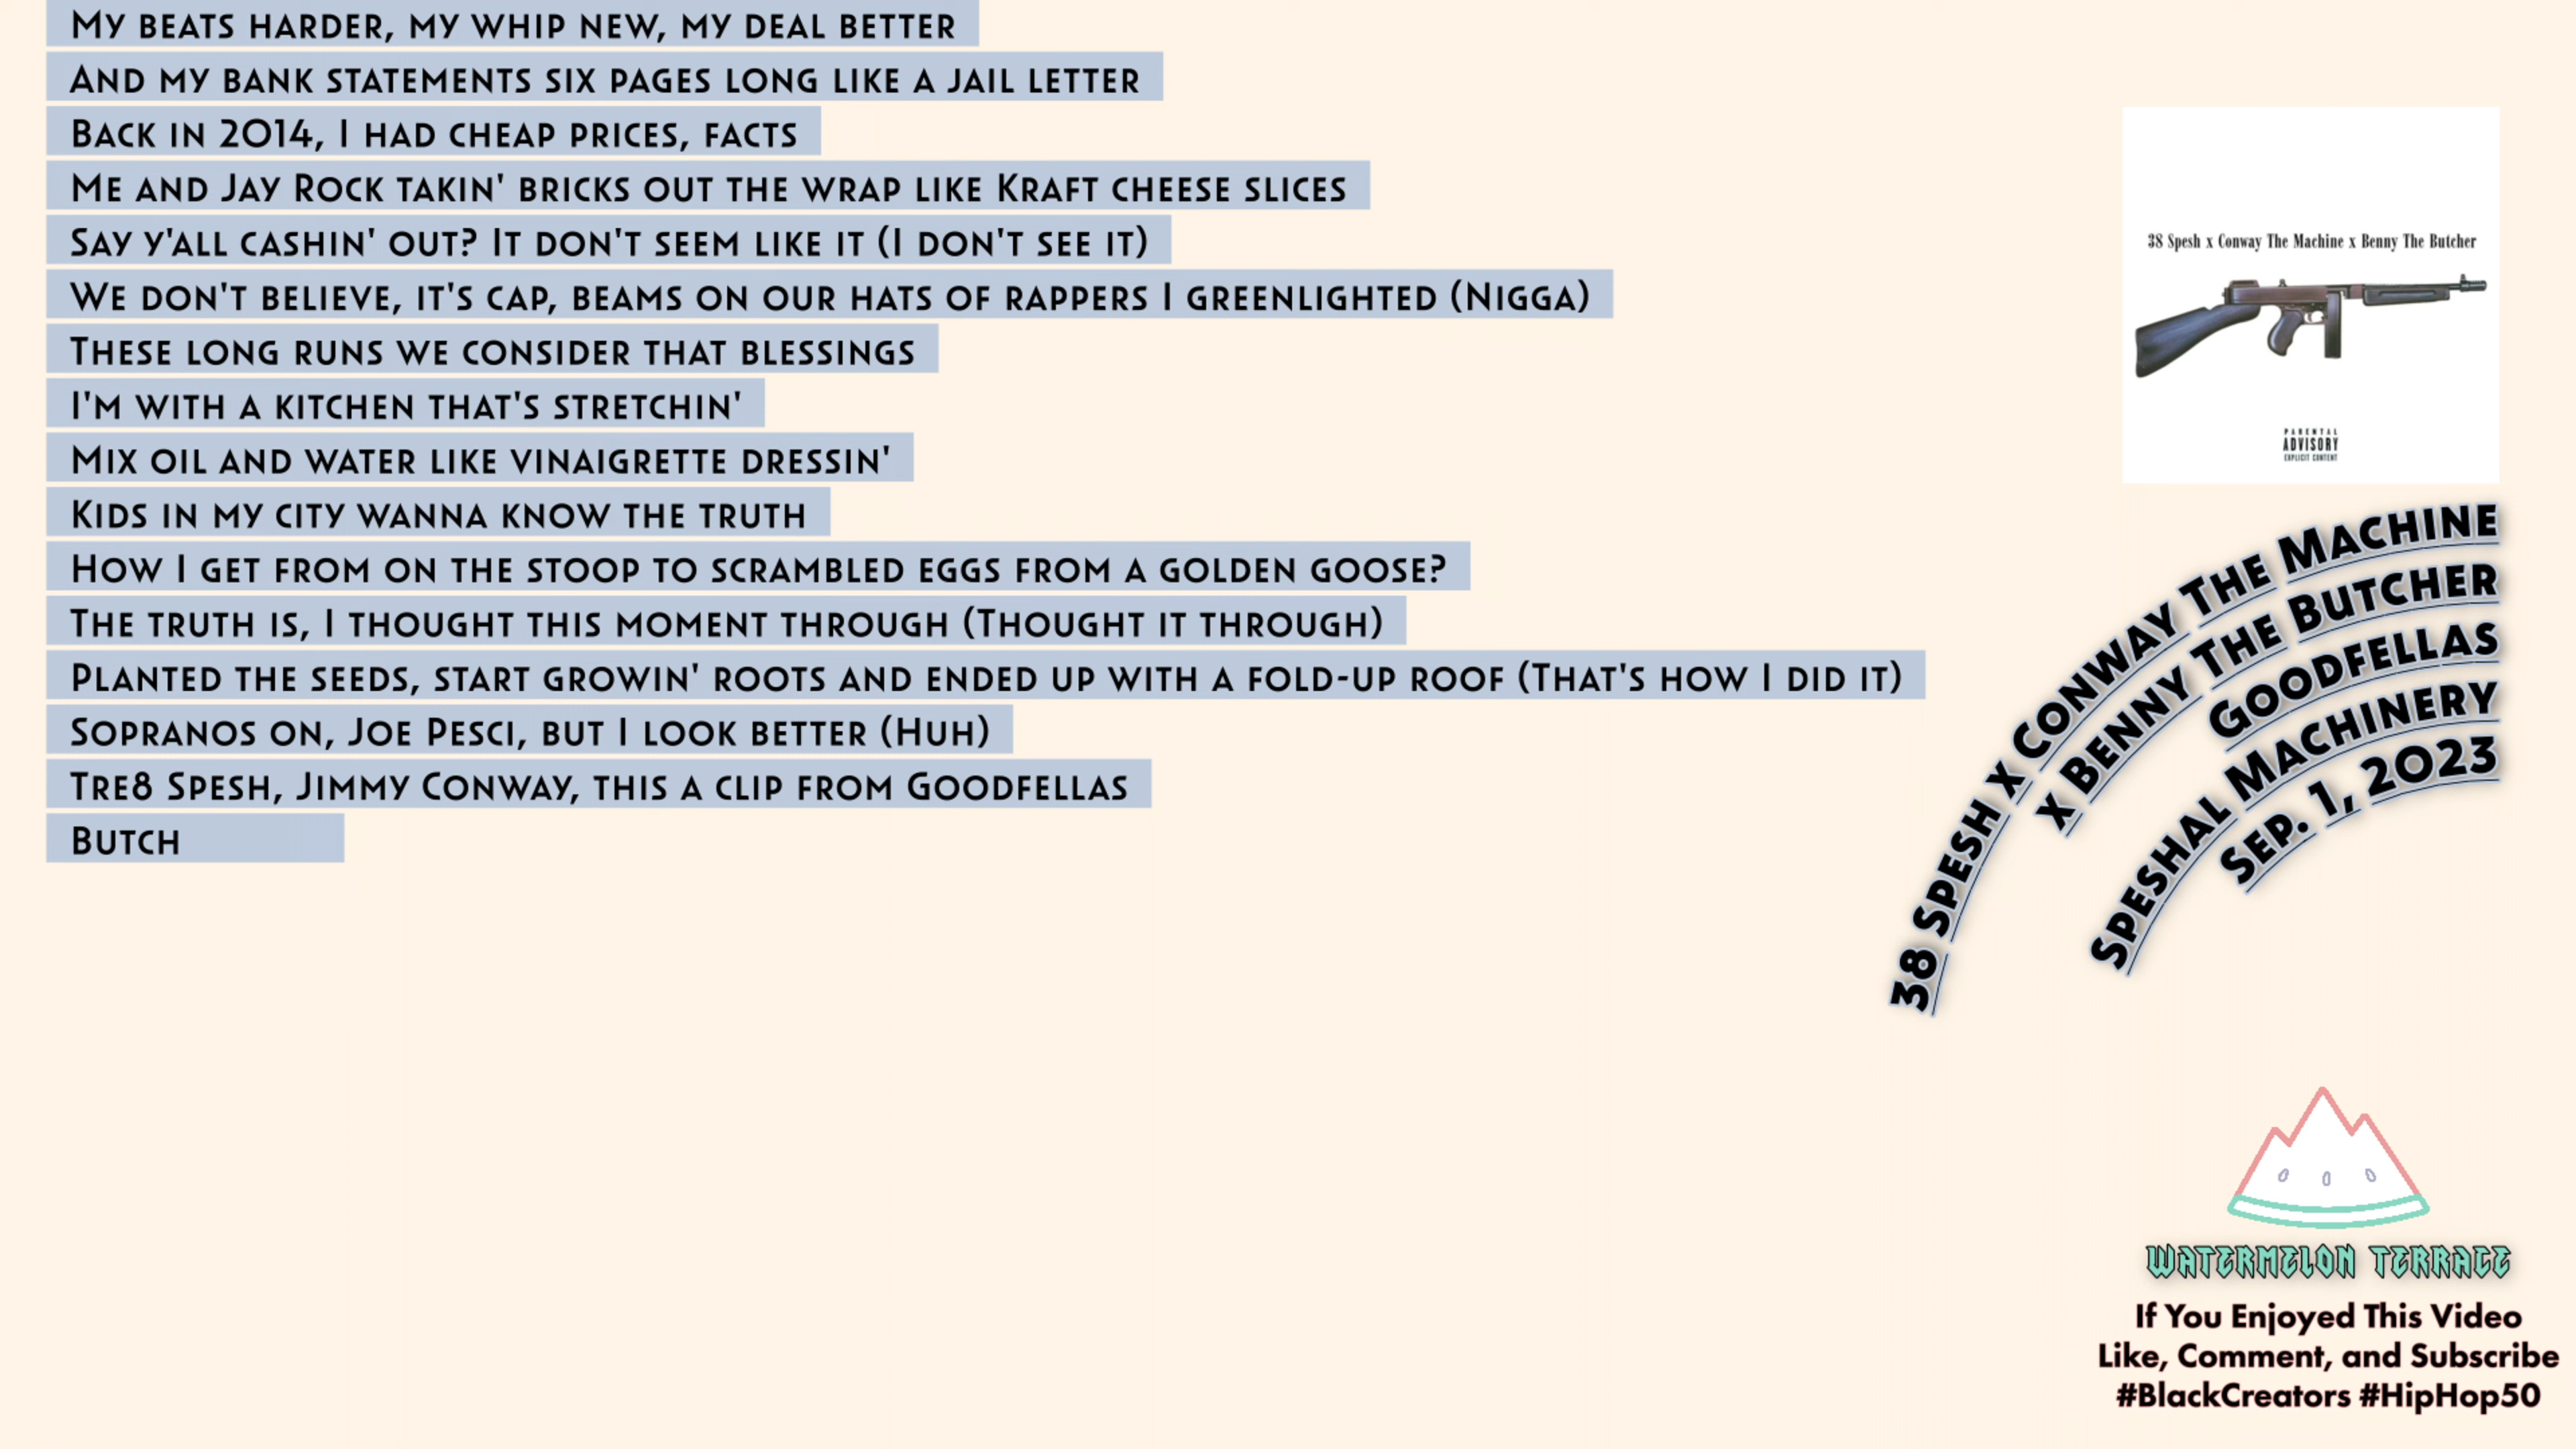 My beats harder, my whip new, my deal better
And my bank statements six pages long like a jail letter
Back in 2014, I had cheap prices, facts
Me and Jay Rock takin' bricks out the wrap like Kraft cheese slices
Say y'all cashin' out? It don't seem like it (I don't see it)
We don't believe, it's cap, beams on our hats of rappers I greenlighted (Nigga)
These long runs we consider that blessings
I'm with a kitchen that's stretchin'
Mix oil and water like vinaigrette dressin'
Kids in my city wanna know the truth
How I get from on the stoop to scrambled eggs from a golden goose?
The truth is, I thought this moment through (Thought it through)
Planted the seeds, start growin' roots and ended up with a fold-up roof (That's how I did it)
Sopranos on, Joe Pesci, but I look better (Huh)
Tre8 Spesh, Jimmy Conway, this a clip from Goodfellas
Butch
38 Spesh x Conway The Machine x Benny The Butcher
PARENTAL
ADVISORY
EXPLICIT CONTENT
38 Spesh x Conway The Machine
x Benny The Butcher
Goodfellas
Speshal Machinery
Sep. 1, 2023
WATERMELON TERRACE
If You Enjoyed This Video
Like, Comment, and Subscribe
#BlackCreators #HipHop50